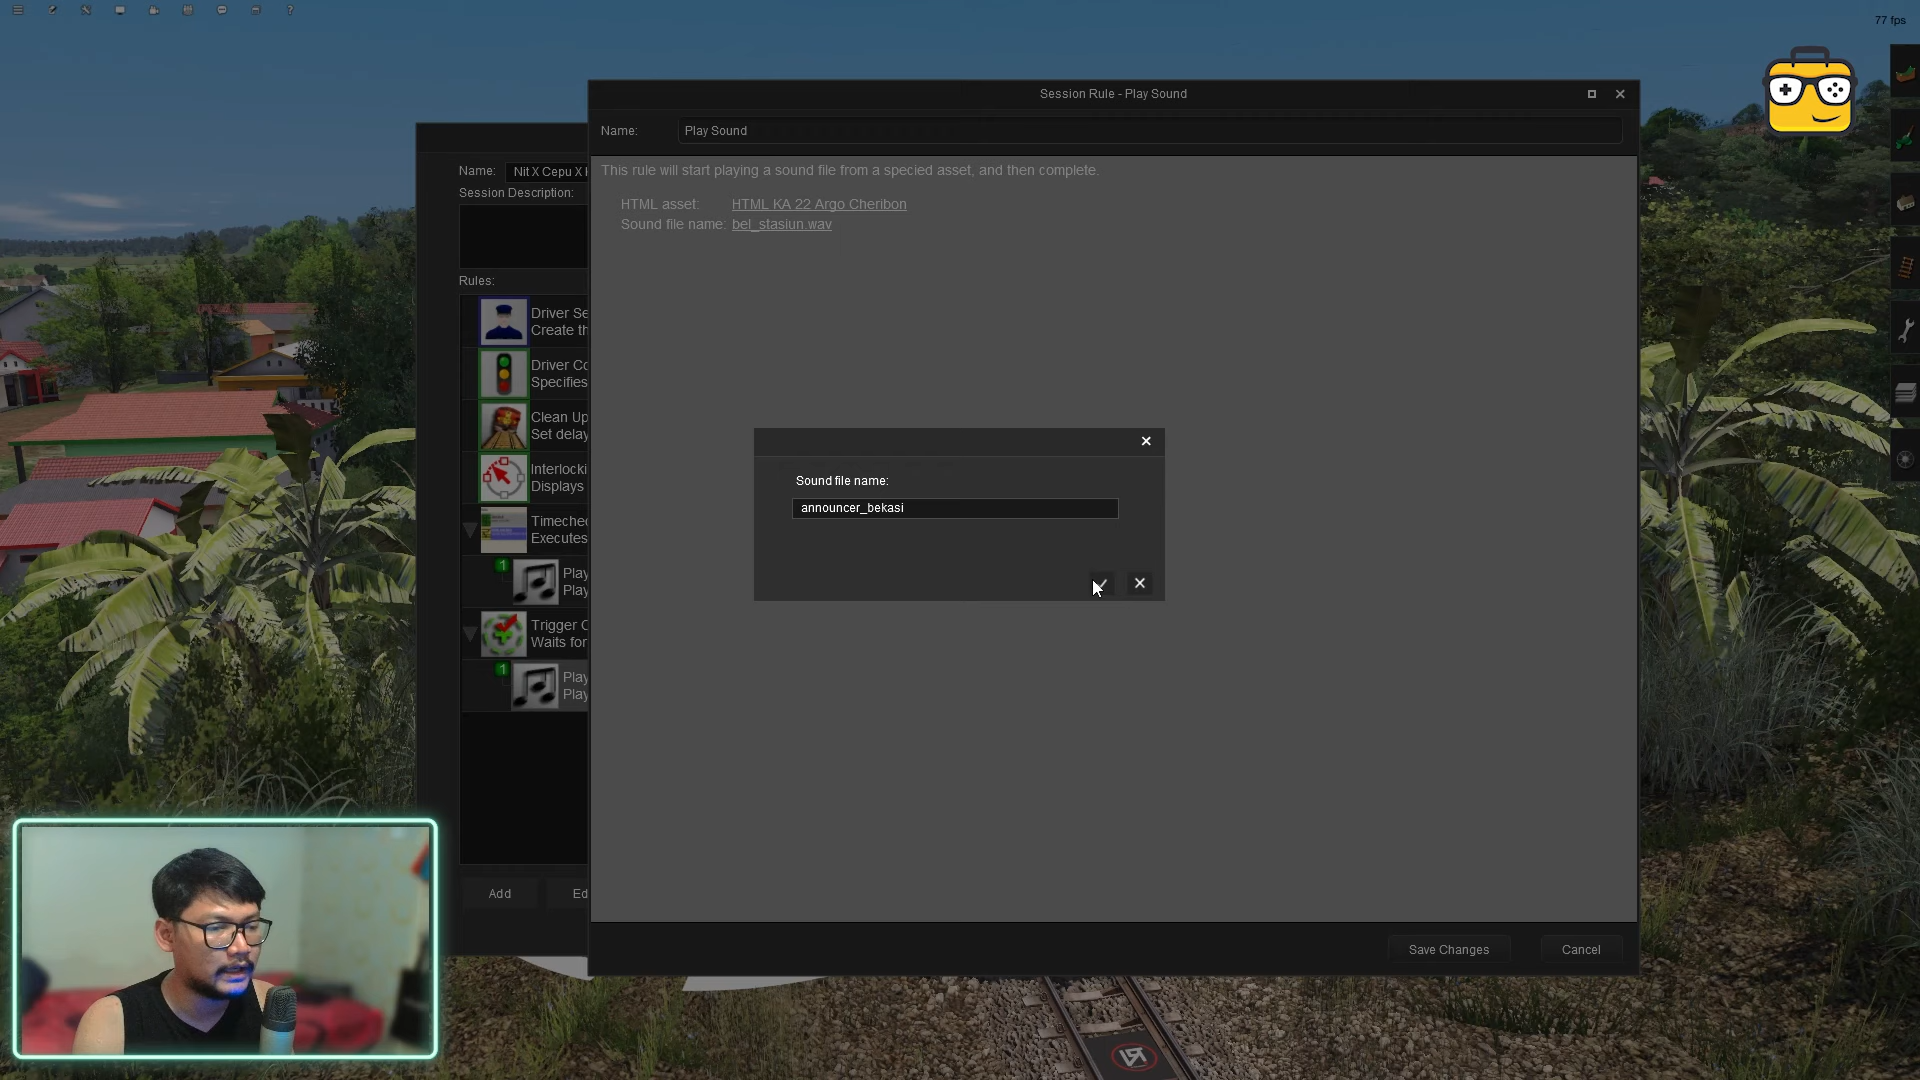 77 fps
Session Rule - Play Sound
Name: Play Sound
This rule will start playing a sound file from a specied asset, and then complete.
HTML asset: HTML KA 22 Argo Cheribon
Sound file name: bel_stasiun.wav
Name: Nit X Cepu X
Session Description:
Rules:
Driver Se
Create th
Driver Co
Specifies
Clean Up
Set delay
Interlocki
Displays
Timechec
Executes
1
Play
Play
Trigger C
Waits for
1
Play
Play
Add
Ed
Sound file name:
announcer_bekasi
Save Changes
Cancel